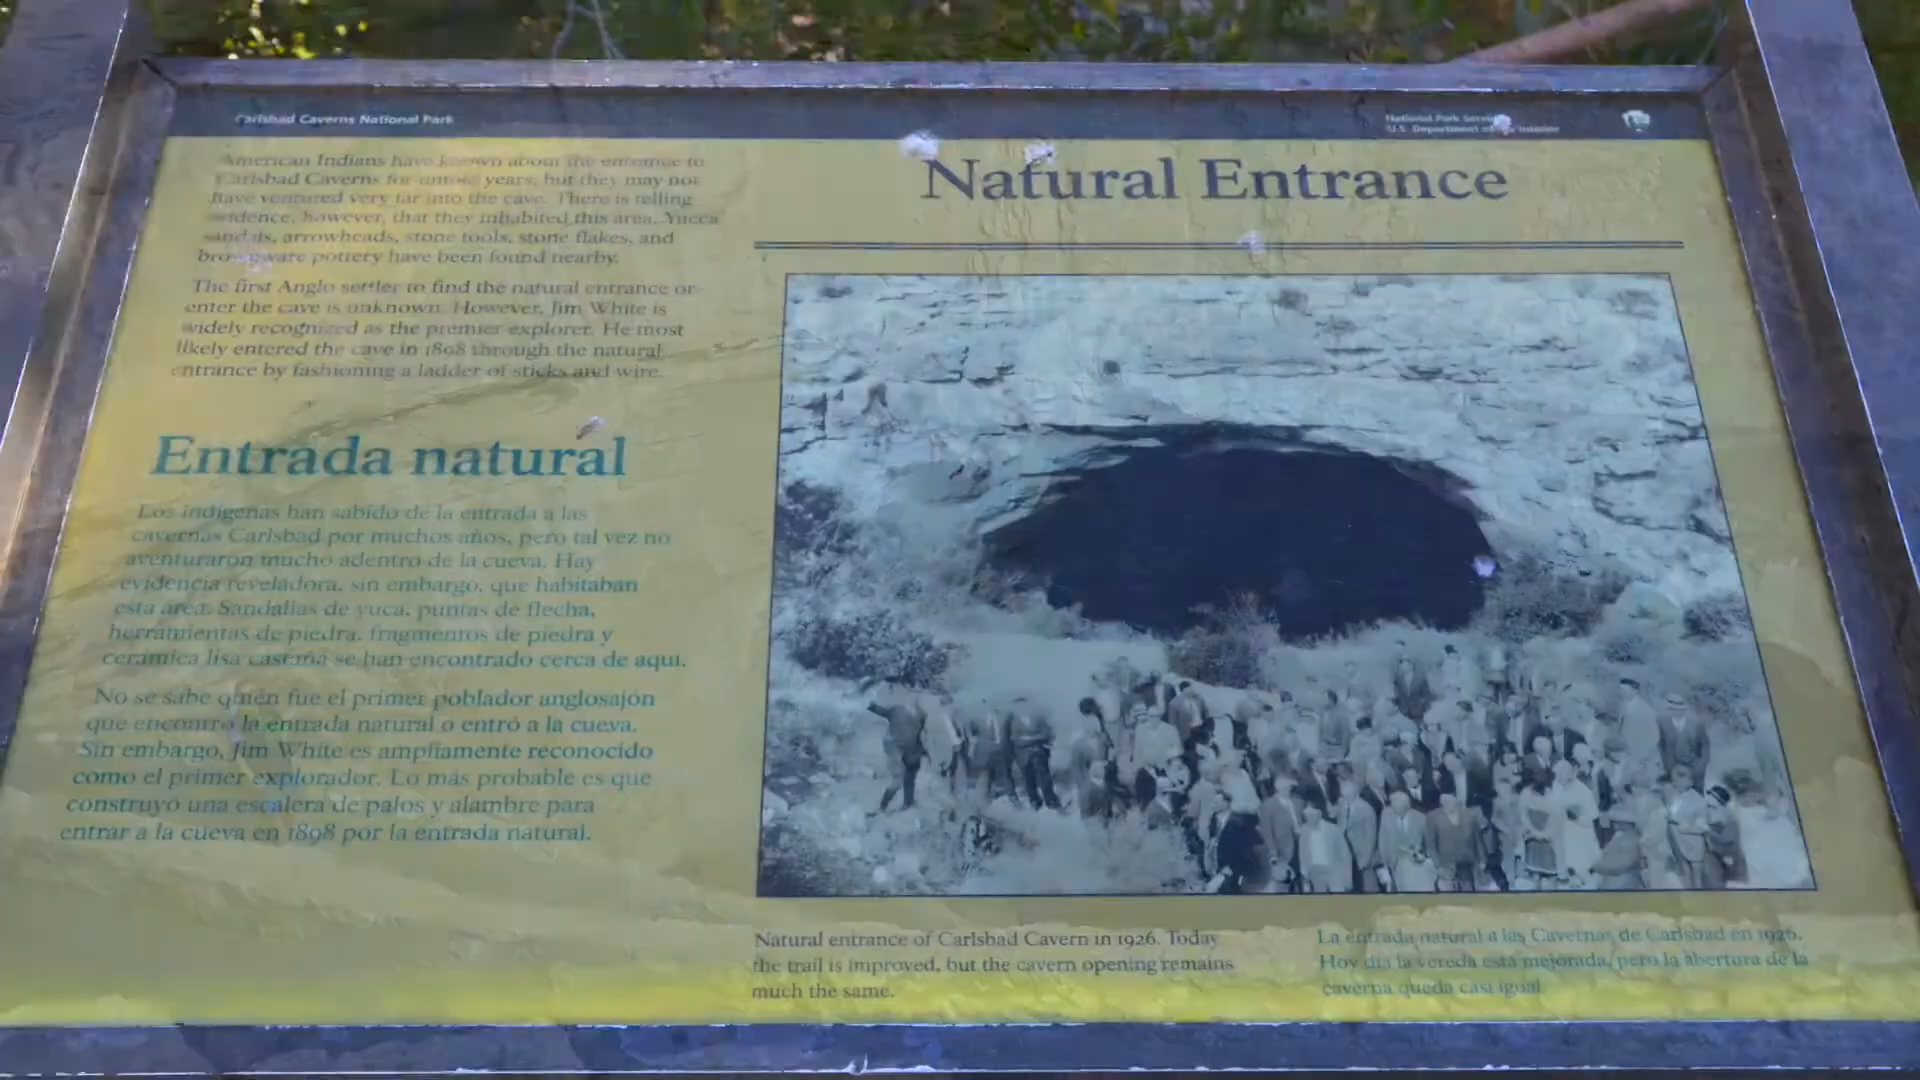 Carlsbad Caverns National Park
National Park Service
U.S. Department of the Interior
Natural Entrance
American Indians have known about the entrance to
Carlsbad Caverns for untold years, but they may not
have ventured very far into the cave. There is telling
evidence, however, that they inhabited this area. Yucca
sandals, arrowheads, stone tools, stone flakes, and
brownware pottery have been found nearby.
The first Anglo settler to find the natural entrance or
enter the cave is unknown. However, Jim White is
widely recognized as the premier explorer. He most
likely entered the cave in 1898 through the natural
entrance by fashioning a ladder of sticks and wire.
Entrada natural
Los indígenas han sabido de la entrada a las
cavernas Carlsbad por muchos años, pero tal vez no
aventuraron mucho adentro de la cueva. Hay
evidencia reveladora, sin embargo, que habitaban
esta área. Sandalias de yuca, puntas de flecha,
herramientas de piedra, fragmentos de piedra y
cerámica lisa castaña se han encontrado cerca de aquí.
No se sabe quién fue el primer poblador anglosajón
que encontró la entrada natural o entró a la cueva.
Sin embargo, Jim White es ampliamente reconocido
como el primer explorador. Lo más probable es que
construyó una escalera de palos y alambre para
entrar a la cueva en 1898 por la entrada natural.
Natural entrance of Carlsbad Cavern in 1926. Today
the trail is improved, but the cavern opening remains
much the same.
La entrada natural a las Cavernas de Carlsbad en 1926.
Hoy día la vereda está mejorada, pero la abertura de la
caverna queda casi igual.